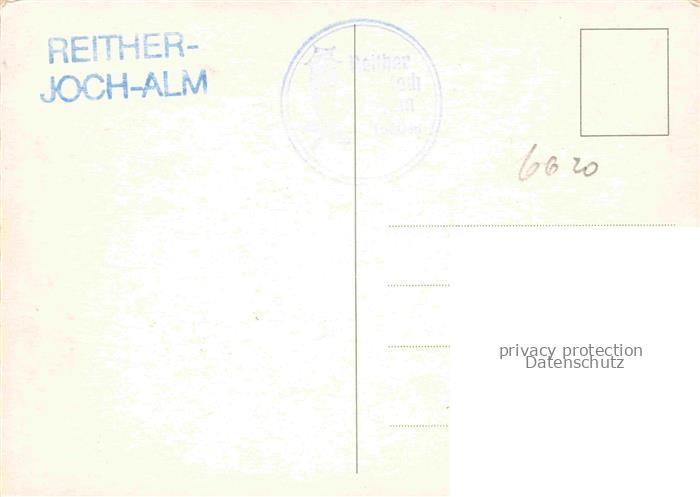 REITHER-
JOCH-ALM
Reither
6620
privacy protection
Datenschutz